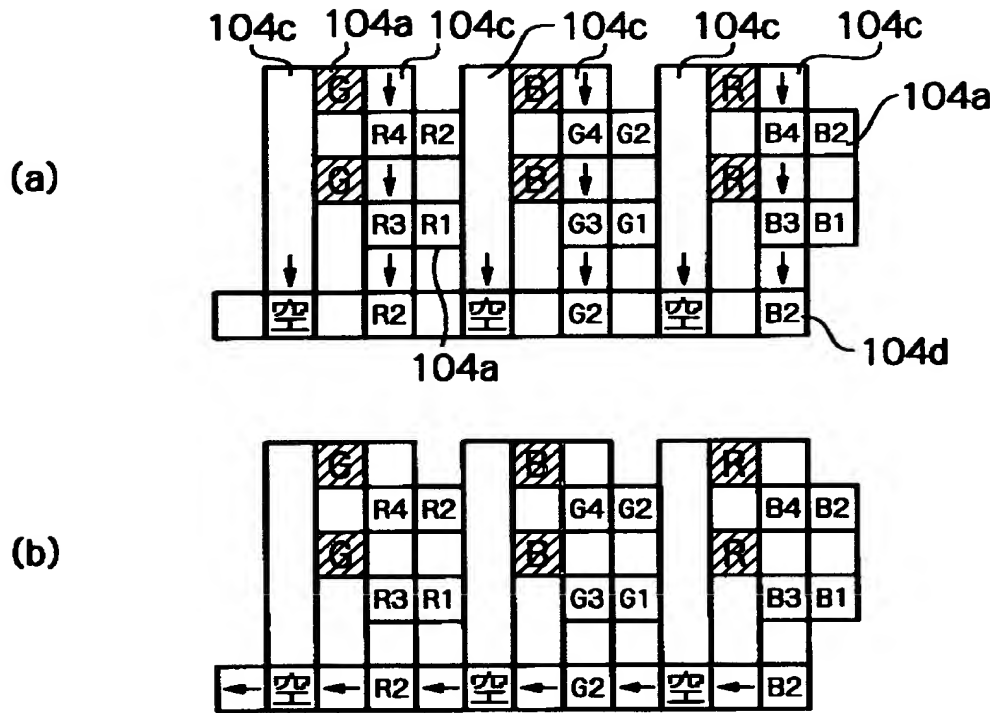 104c 104a 104c 104c 104c 104c 104c
(a)
G B R
R4 R2 G4 G2 B4 B2 104a
G B R
R3 R1 G3 G1 B3 B1
空 R2 空 G2 空 B2
104a 104d
(b)
G B R
R4 R2 G4 G2 B4 B2
G B R
R3 R1 G3 G1 B3 B1
空 R2 空 G2 空 B2